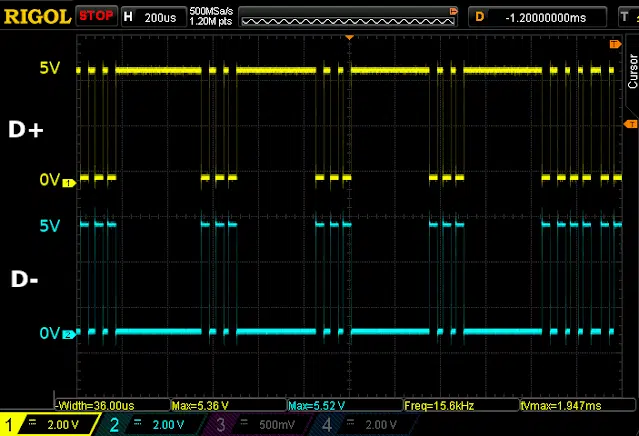 RIGOL STOP H 200us 500MSa/s D -1.20000000ms T
1.20M pts
T
Cursor
5V
D+
T
0V 1
5V
D-
0V 2
-Width=36.00us Max=5.36 V Max=5.52 V Freq=15.6kHz tVmax=1.947ms
1 2.00 V 2 2.00 V 3 500mV 4 2.00 V